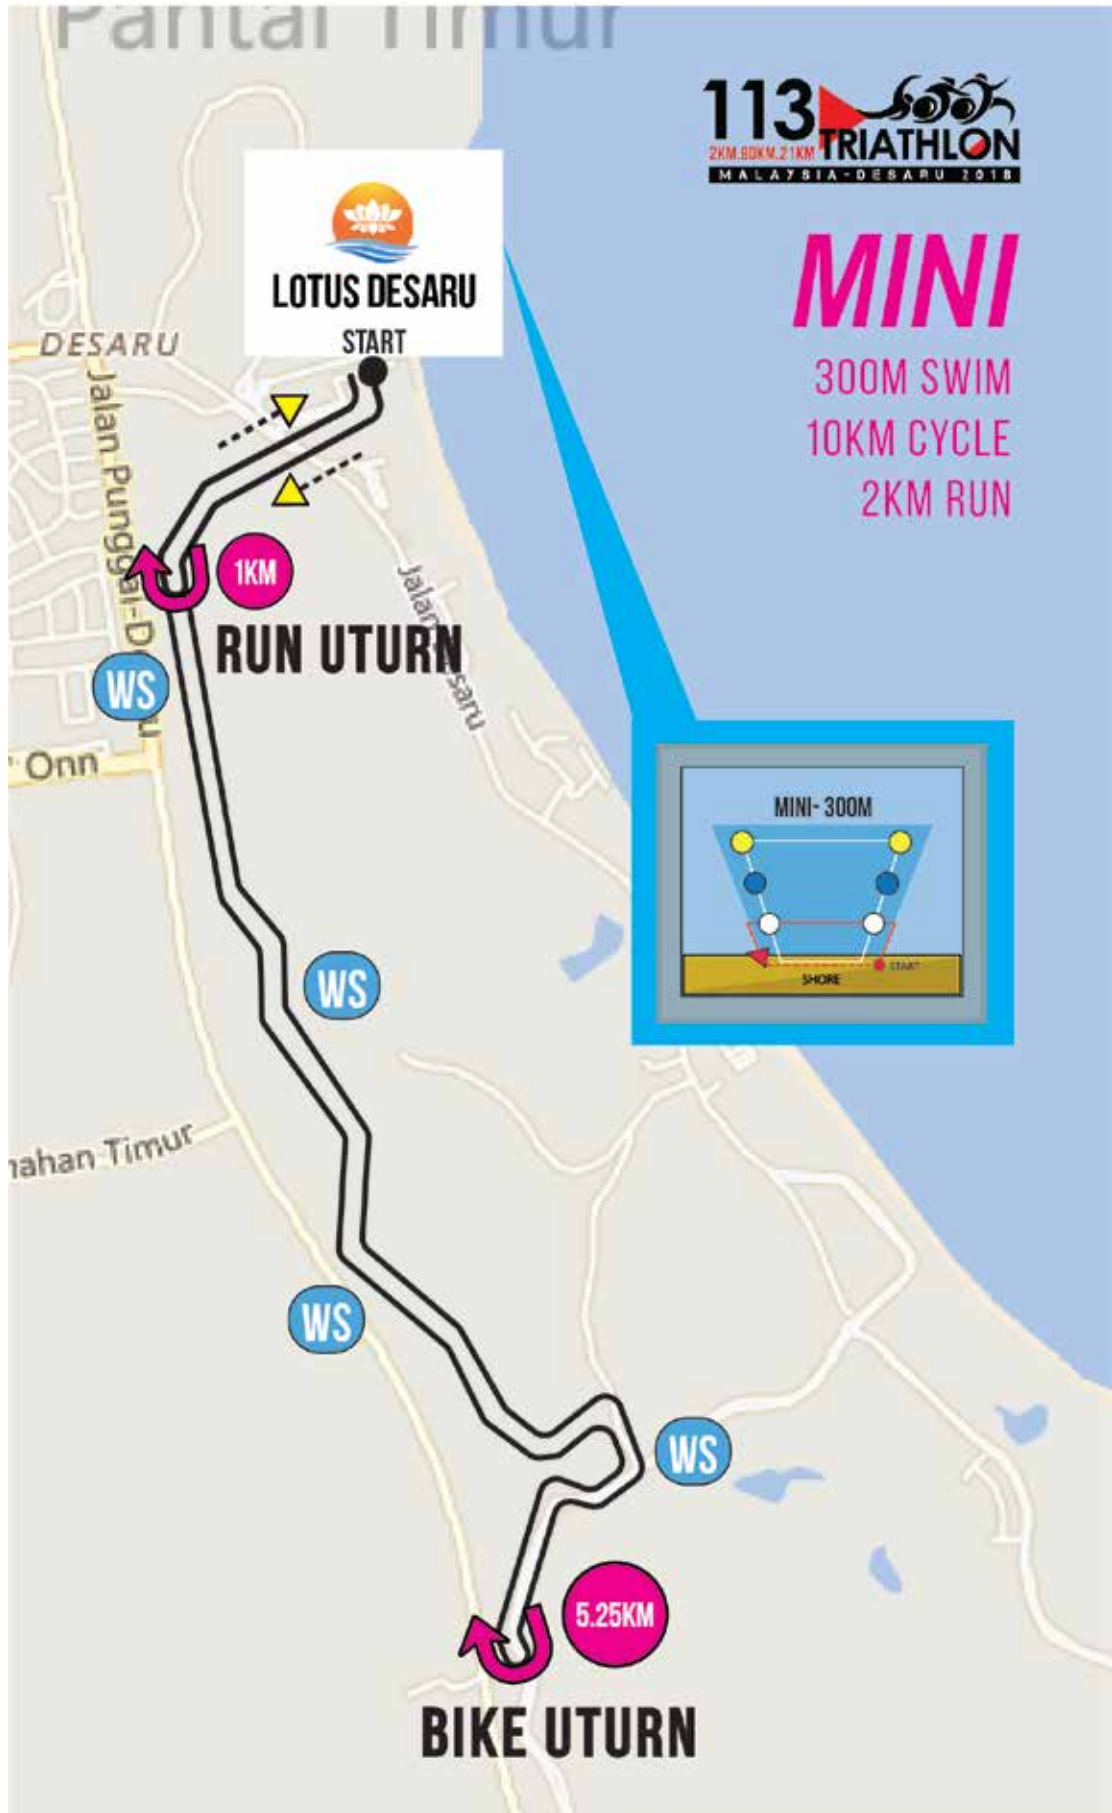 Pantai Timur
113
2KM.90KM.21KM
TRIATHLON
MALAYSIA-DESARU 2018
MINI
300M SWIM
10KM CYCLE
2KM RUN
LOTUS DESARU
START
DESARU
Jalan Punggai-D
1KM
RUN UTURN
Jalan
saru
WS
Onn
MINI- 300M
START
SHORE
WS
ahan Timur
WS
WS
5.25KM
BIKE UTURN